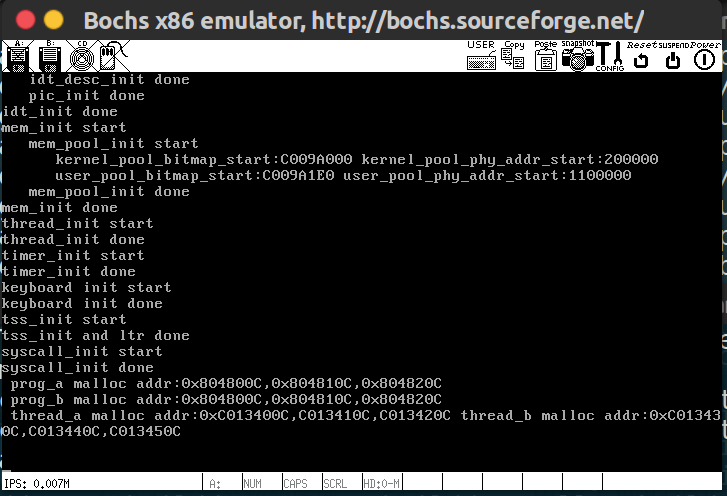 Bochs x86 emulator, http://bochs.sourceforge.net/
A: B: CD USER Copy Paste Snapshot CONFIG Reset SUSPEND Power
idt_desc_init done
pic_init done
idt_init done
mem_init start
mem_pool_init start
kernel_pool_bitmap_start:C009A000 kernel_pool_phy_addr_start:200000
user_pool_bitmap_start:C009A1E0 user_pool_phy_addr_start:1100000
mem_pool_init done
mem_init done
thread_init start
thread_init done
timer_init start
timer_init done
keyboard init start
keyboard init done
tss_init start
tss_init and ltr done
syscall_init start
syscall_init done
prog_a malloc addr:0x804800C,0x804810C,0x804820C
prog_b malloc addr:0x804800C,0x804810C,0x804820C
thread_a malloc addr:0xC013400C,C013410C,C013420C thread_b malloc addr:0xC01343
0C,C013440C,C013450C
IPS: 0.007M A: NUM CAPS SCRL HD:0-M